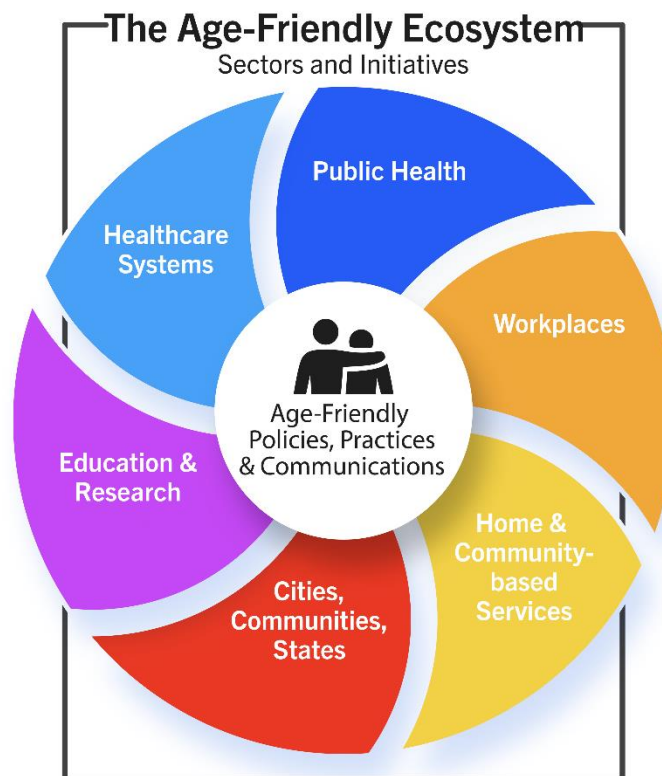 The Age-Friendly Ecosystem
Sectors and Initiatives
Public Health
Healthcare
Systems
Workplaces
Age-Friendly
Policies, Practices
& Communications
Education &
Research
Home &
Community-
based
Services
Cities,
Communities,
States